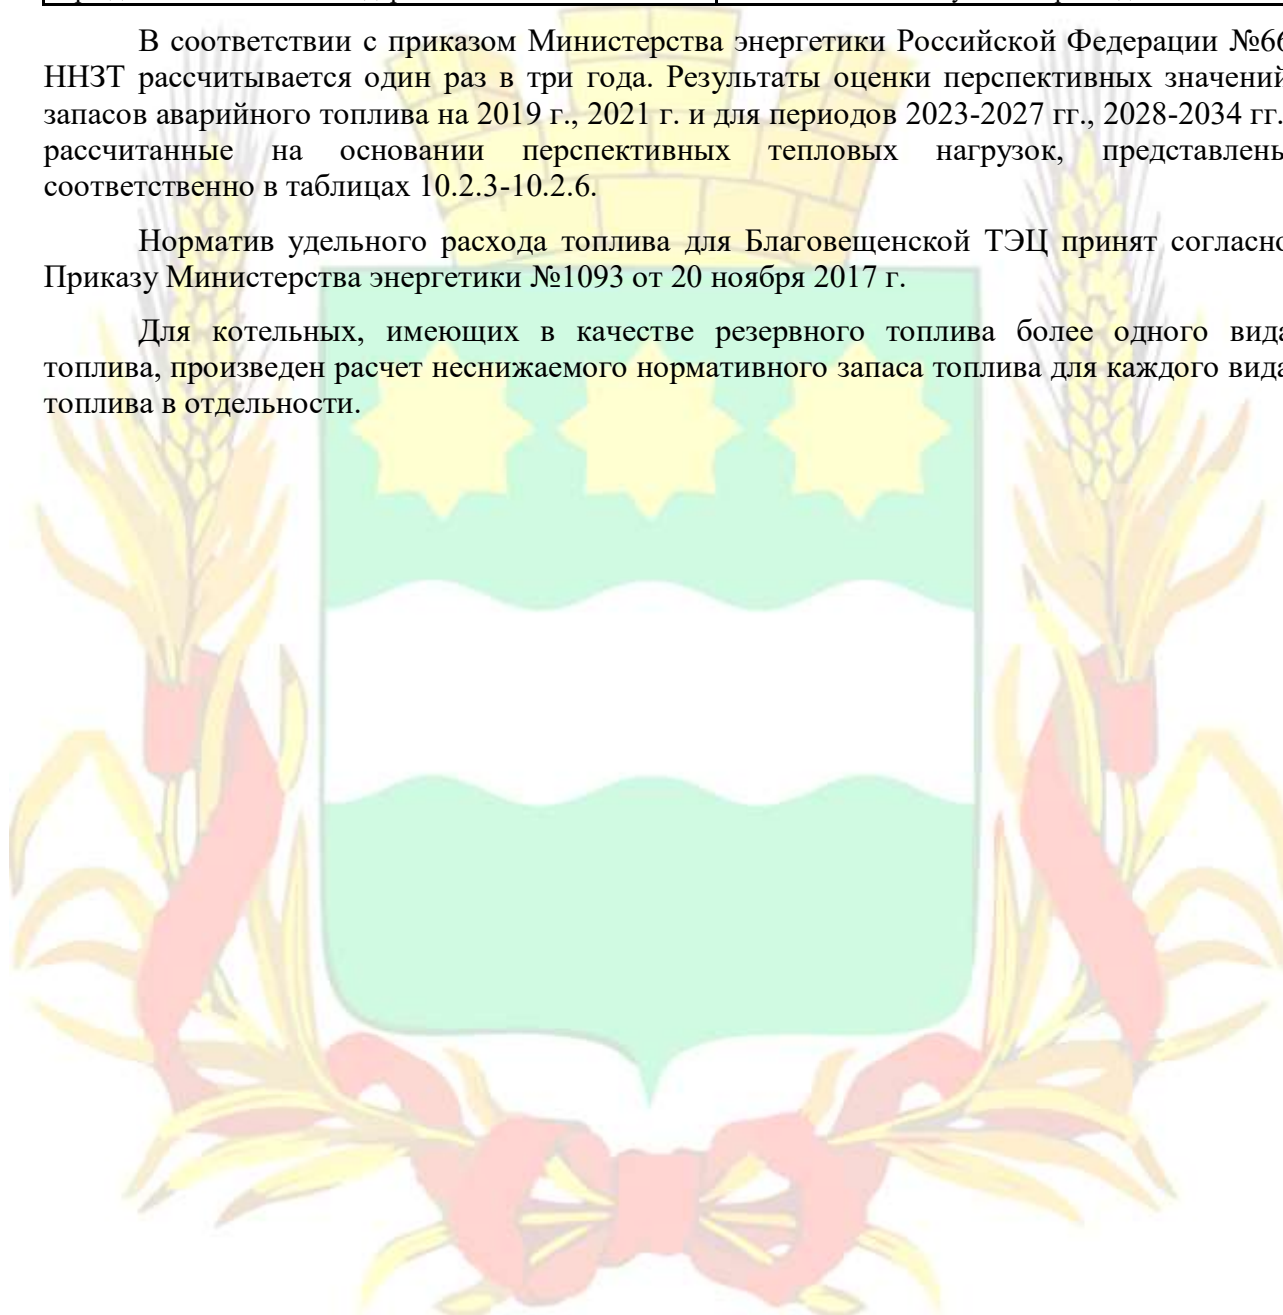 В соответствии с приказом Министерства энергетики Российской Федерации №66
ННЗТ рассчитывается один раз в три года. Результаты оценки перспективных значений
запасов аварийного топлива на 2019 г., 2021 г. и для периодов 2023-2027 гг., 2028-2034 гг.
рассчитанные на основании перспективных тепловых нагрузок, представлены
соответственно в таблицах 10.2.3-10.2.6.
Норматив удельного расхода топлива для Благовещенской ТЭЦ принят согласно
Приказу Министерства энергетики №1093 от 20 ноября 2017 г.
Для котельных, имеющих в качестве резервного топлива более одного вида
топлива, произведен расчет неснижаемого нормативного запаса топлива для каждого вида
топлива в отдельности.